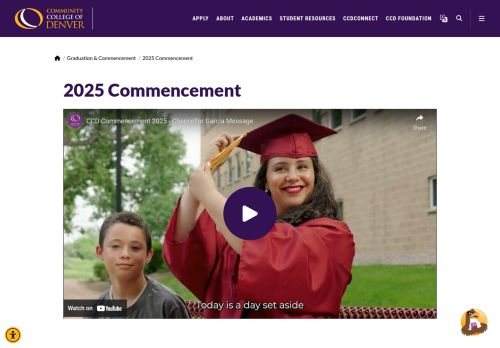 COMMUNITY
COLLEGE OF
DENVER
APPLY ABOUT ACADEMICS STUDENT RESOURCES CCDCONNECT CCD FOUNDATION
/ Graduation & Commencement / 2025 Commencement
2025 Commencement
CCD Commencement 2025 - Chancellor Garcia Message
Share
Today is a day set aside
Watch on YouTube